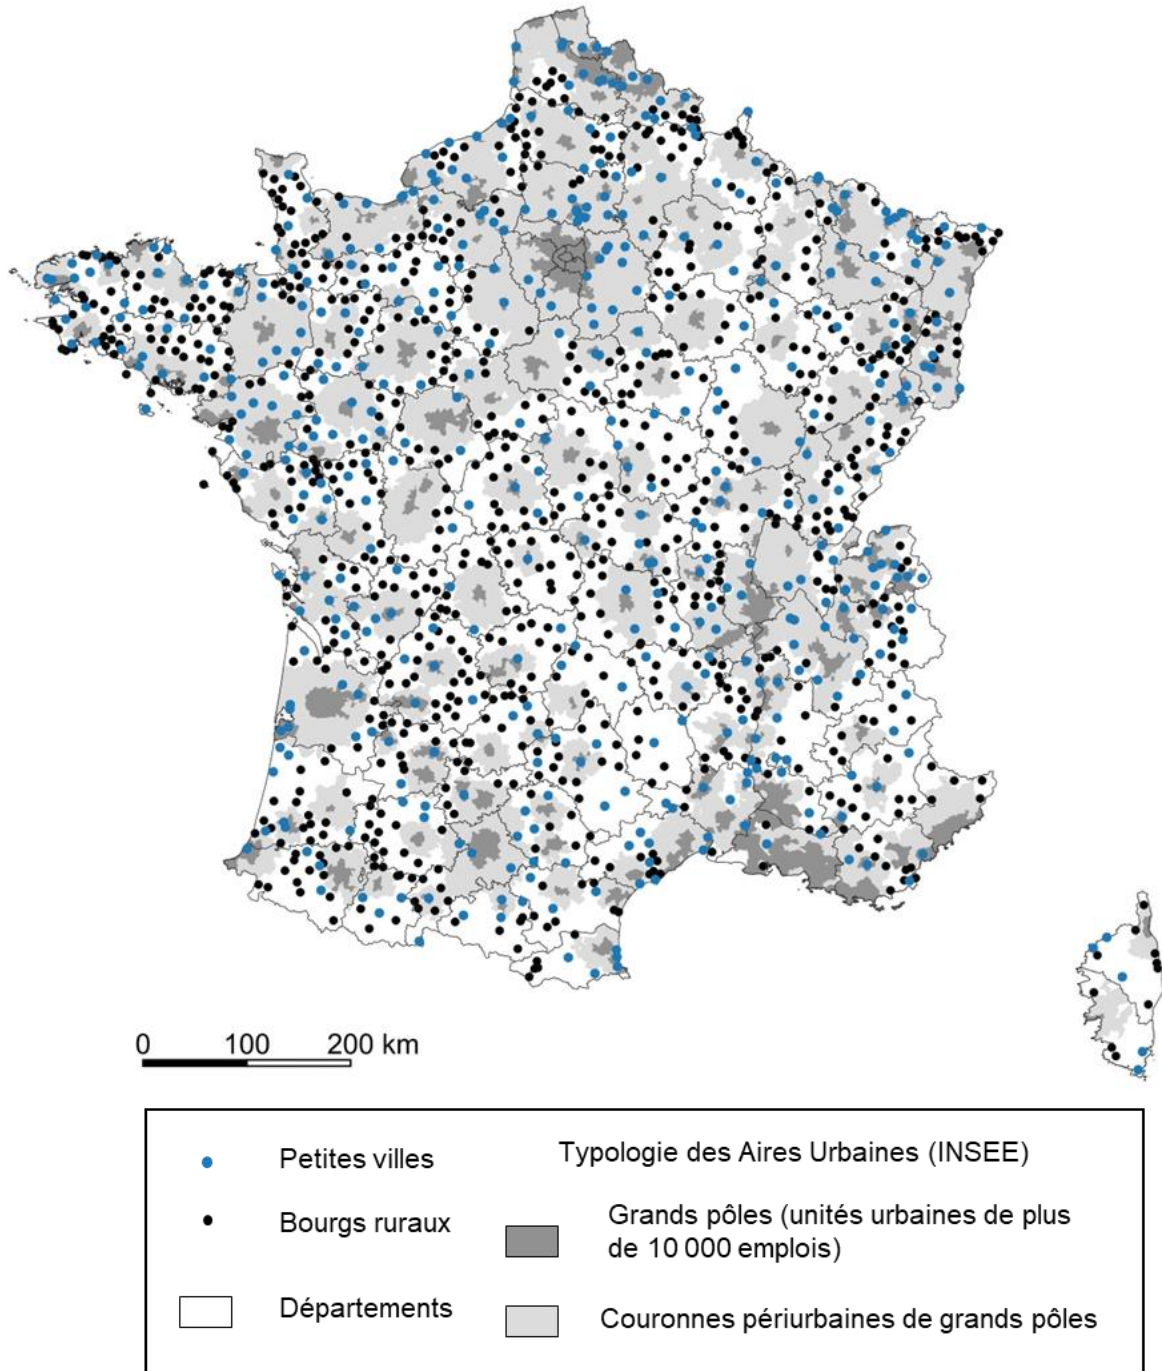 0 100 200 km
Petites villes
Typologie des Aires Urbaines (INSEE)
Bourgs ruraux
Grands pôles (unités urbaines de plus
de 10 000 emplois)
Départements
Couronnes périurbaines de grands pôles